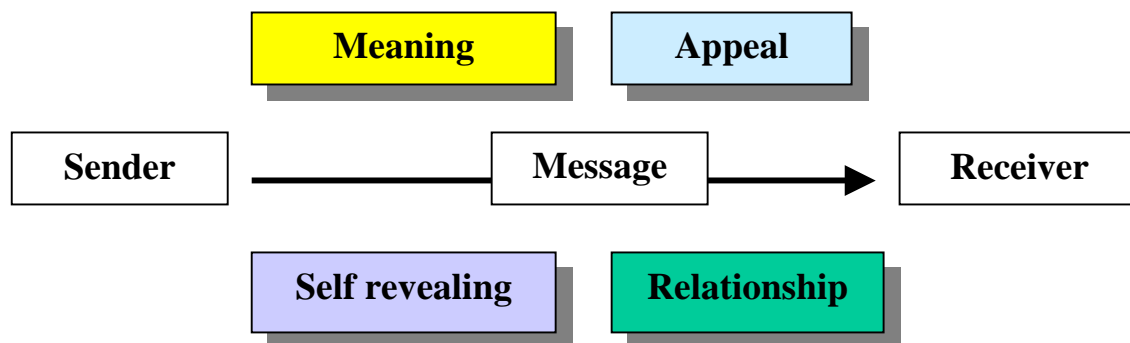 Meaning
Appeal
Sender
Message
Receiver
Self revealing
Relationship